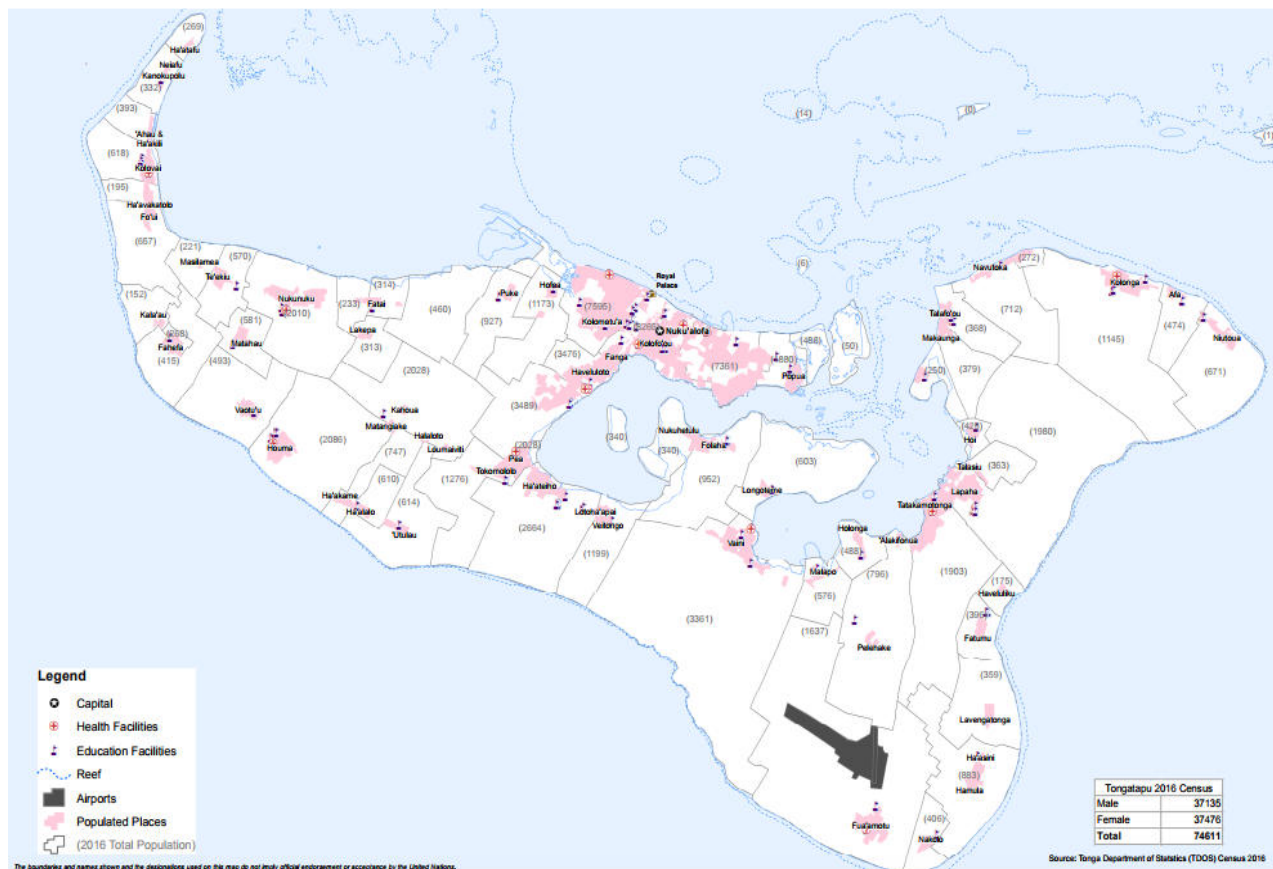 (269)
Ha'atafu
Neiafu
Kanokupolu
(332)
(393)
'Ahau &
Ha'akili
(618)
Kolovai
(195)
Ha'avakatolo
Fo'ui
(667)
(221)
Masilamea
(570)
Te'ekiu
(152)
Kala'au
(268)
Fahefa
(415)
(493)
(581)
Matahau
Nukunuku
(2010)
(314)
(233)
Fatai
Lakepa
(313)
(460)
(2028)
(927)
Puke
Hofoa
(1173)
(7595)
Kolomotu'a
Royal
Palace
Nuku'alofa
Kolofo'ou
Fanga
(3476)
Haveluloto
(3489)
(7361)
Popua
(486)
(50)
(6)
(14)
(0)
(1)
Vaotu'u
Houma
(2086)
Kahoua
Matangiake
(747)
Halaloto
Loumaiviti
(610)
(614)
(1276)
Ha'akame
Ha'alalo
'Utulau
(2028)
Pea
Tokomololo
Ha'ateiho
(2664)
Lotoha'apai
Veitongo
(1199)
(340)
Nukuhetulu
(340)
Folaha
(952)
(603)
Longoteme
Vaini
(3361)
Holonga
(488)
'Alakifonua
Malapo
(576)
(796)
(1637)
Pelehake
(1903)
Tatakamotonga
Lapaha
Talasiu
(363)
Hoi
(379)
(250)
Makaunga
Talafo'ou
(368)
Navutoka
(272)
(712)
(1145)
Kolonga
Afa
(474)
Niutoua
(671)
(1980)
(175)
Haveluliku
Fatumu
(359)
Lavengatonga
Ha'asini
(883)
Hamula
Fua'amotu
(406)
Nakolo
Legend
Capital
Health Facilities
Education Facilities
Reef
Airports
Populated Places
(2016 Total Population)
Tongatapu 2016 Census
Male 37135
Female 37476
Total 74611
Source: Tonga Department of Statistics (TDOS) Census 2016
The boundaries and names shown and the designations used on this map do not imply official endorsement or acceptance by the United Nations.